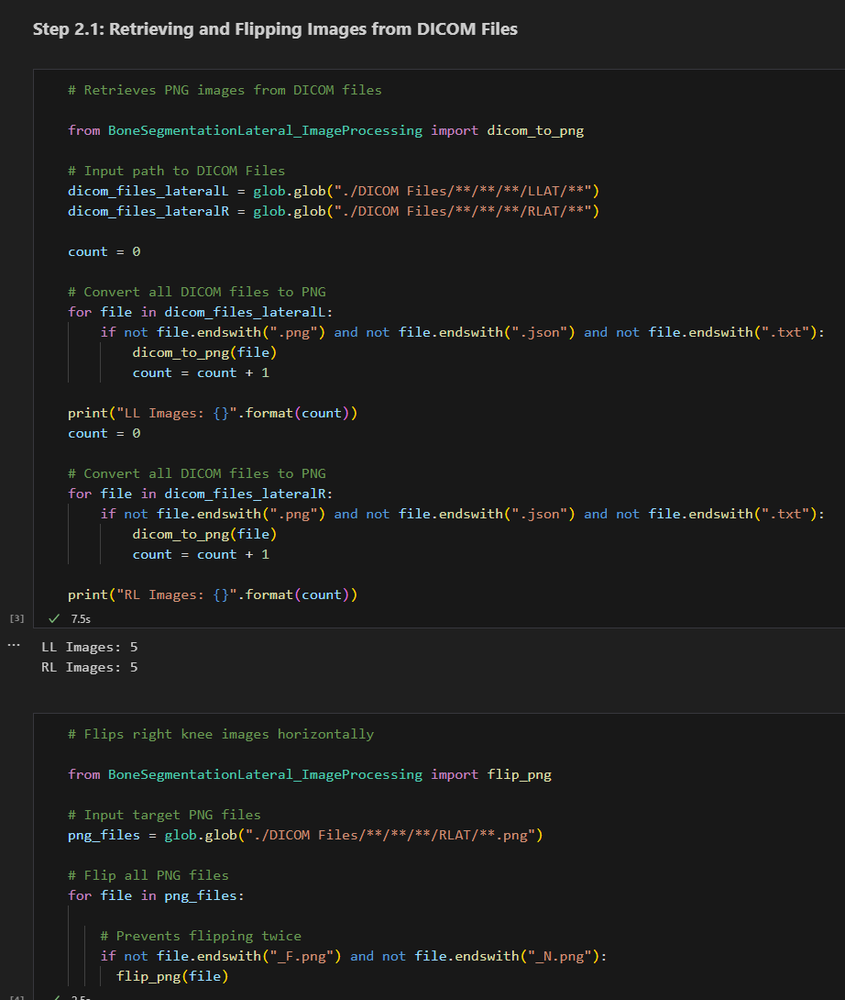 Step 2.1: Retrieving and Flipping Images from DICOM Files
# Retrieves PNG images from DICOM files
from BoneSegmentationLateral_ImageProcessing import dicom_to_png
# Input path to DICOM Files
dicom_files_lateralL = glob.glob("./DICOM Files/**/**/**/LLAT/**")
dicom_files_lateralR = glob.glob("./DICOM Files/**/**/**/RLAT/**")
count = 0
# Convert all DICOM files to PNG
for file in dicom_files_lateralL:
    if not file.endswith(".png") and not file.endswith(".json") and not file.endswith(".txt"):
        dicom_to_png(file)
        count = count + 1
print("LL Images: {}".format(count))
count = 0
# Convert all DICOM files to PNG
for file in dicom_files_lateralR:
    if not file.endswith(".png") and not file.endswith(".json") and not file.endswith(".txt"):
        dicom_to_png(file)
        count = count + 1
print("RL Images: {}".format(count))
[3] ✓ 7.5s
... LL Images: 5
RL Images: 5
# Flips right knee images horizontally
from BoneSegmentationLateral_ImageProcessing import flip_png
# Input target PNG files
png_files = glob.glob("./DICOM Files/**/**/**/RLAT/**.png")
# Flip all PNG files
for file in png_files:
    # Prevents flipping twice
    if not file.endswith("_F.png") and not file.endswith("_N.png"):
      flip_png(file)